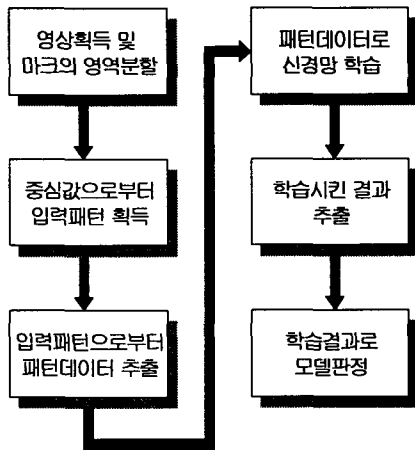 영상획득 및
마크의 영역분할
중심값으로부터
입력패턴 획득
입력패턴으로부터
패턴데이터 추출
패턴데이터로
신경망 학습
학습시킨 결과
추출
학습결과로
모델판정